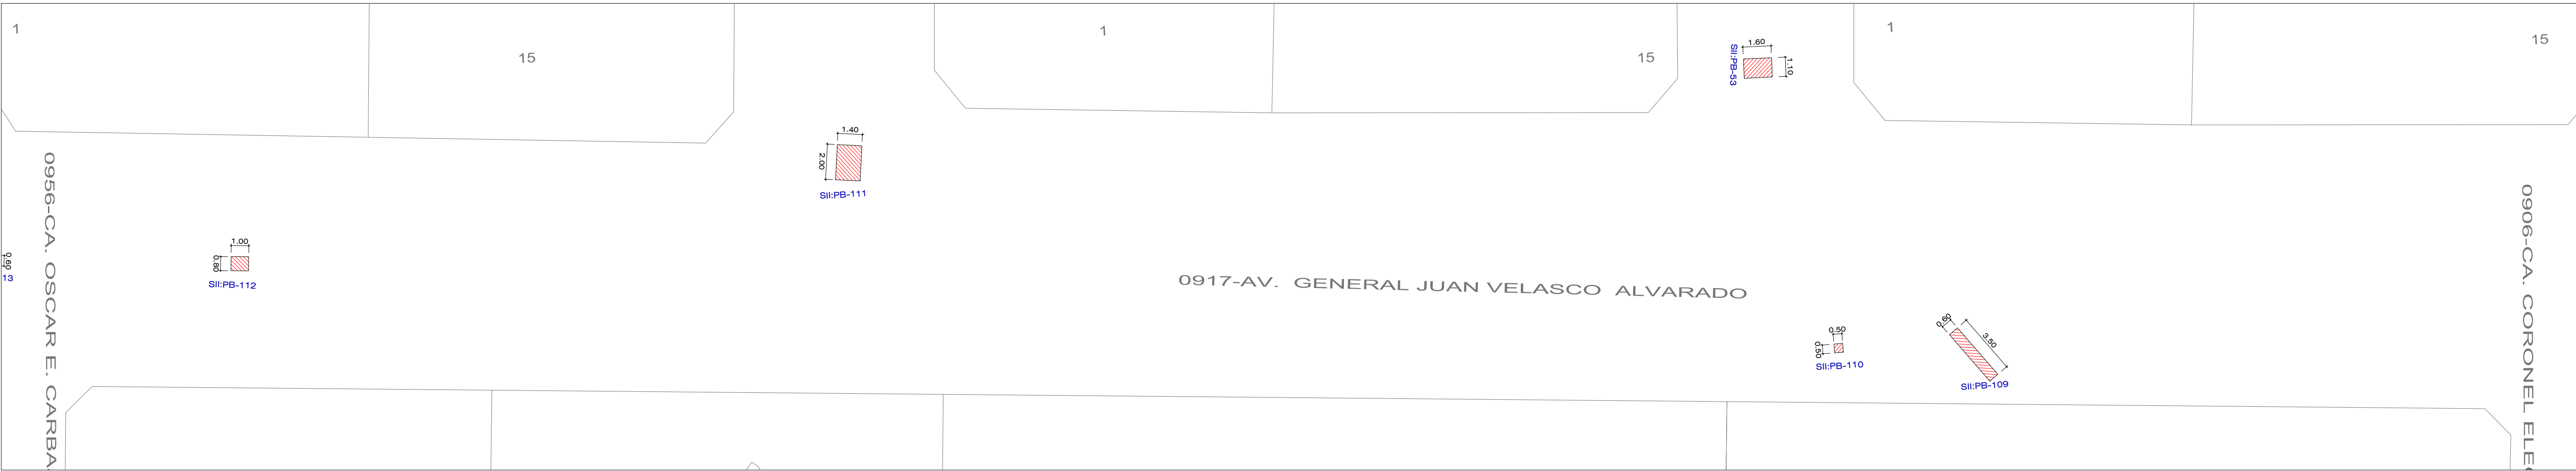 1
15
1
15
1
15
SII:PB-53
1.60
1.10
1.40
2.00
SII:PB-111
0956-CA. OSCAR E. CARBA
0906-CA. CORONEL ELE
1.00
0.80
SII:PB-112
0.60
13
0917-AV. GENERAL JUAN VELASCO ALVARADO
0.50
0.50
SII:PB-110
0.60
3.50
SII:PB-109